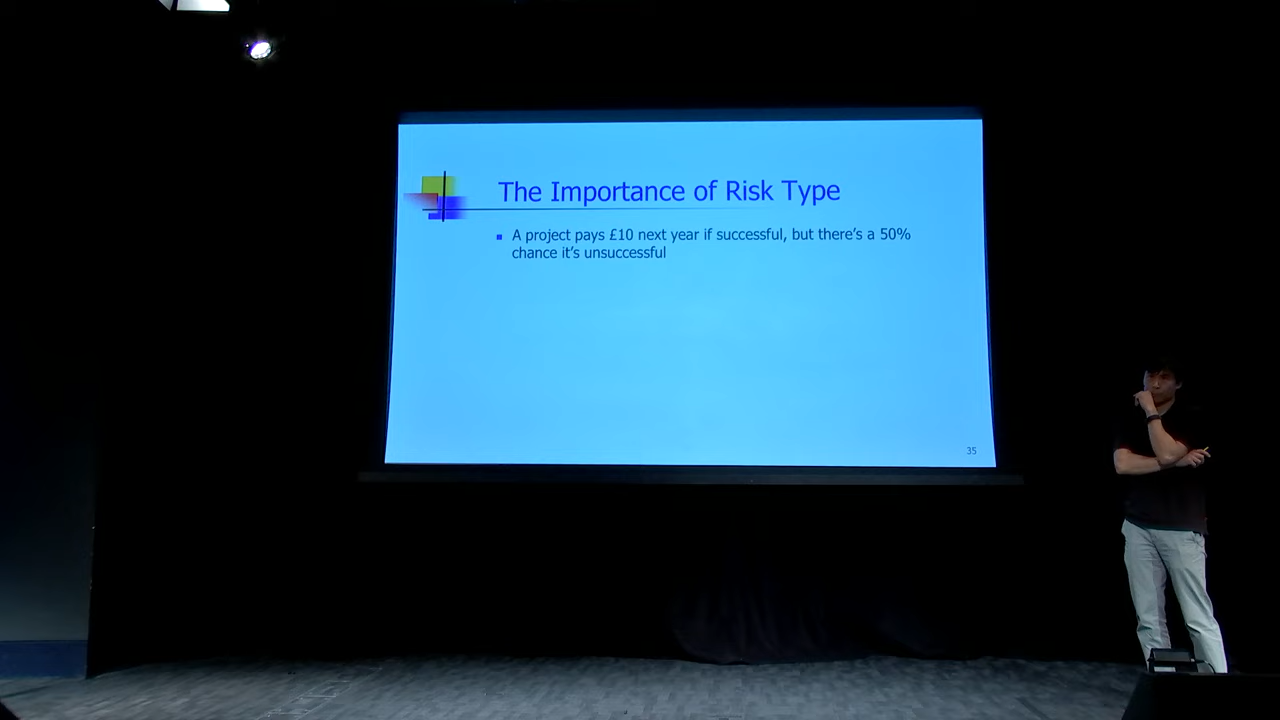 The Importance of Risk Type
A project pays £10 next year if successful, but there's a 50%
chance it's unsuccessful
35